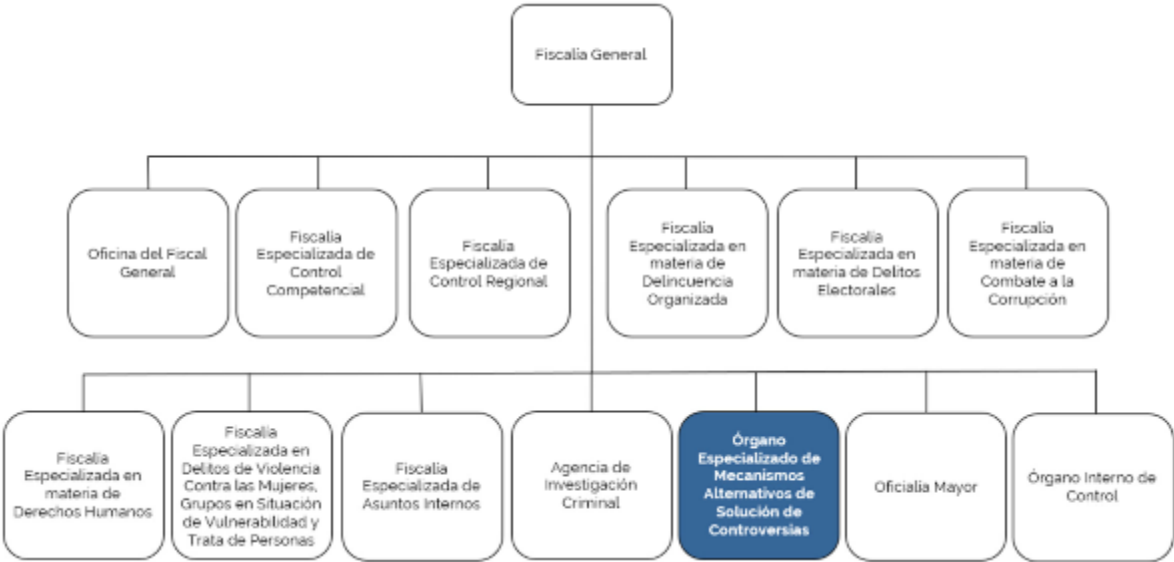 Fiscalía General
Oficina del Fiscal
General
Fiscalía
Especializada de
Control
Competencial
Fiscalía
Especializada de
Control Regional
Fiscalía
Especializada en
materia de
Delincuencia
Organizada
Fiscalía
Especializada en
materia de Delitos
Electorales
Fiscalía
Especializada en
materia de
Combate a la
Corrupción
Fiscalía
Especializada en
materia de
Derechos Humanos
Fiscalía
Especializada en
Delitos de Violencia
Contra las Mujeres,
Grupos en Situación
de Vulnerabilidad y
Trata de Personas
Fiscalía
Especializada de
Asuntos Internos
Agencia de
Investigación
Criminal
Órgano
Especializado de
Mecanismos
Alternativos de
Solución de
Controversias
Oficialia Mayor
Órgano Interno de
Control